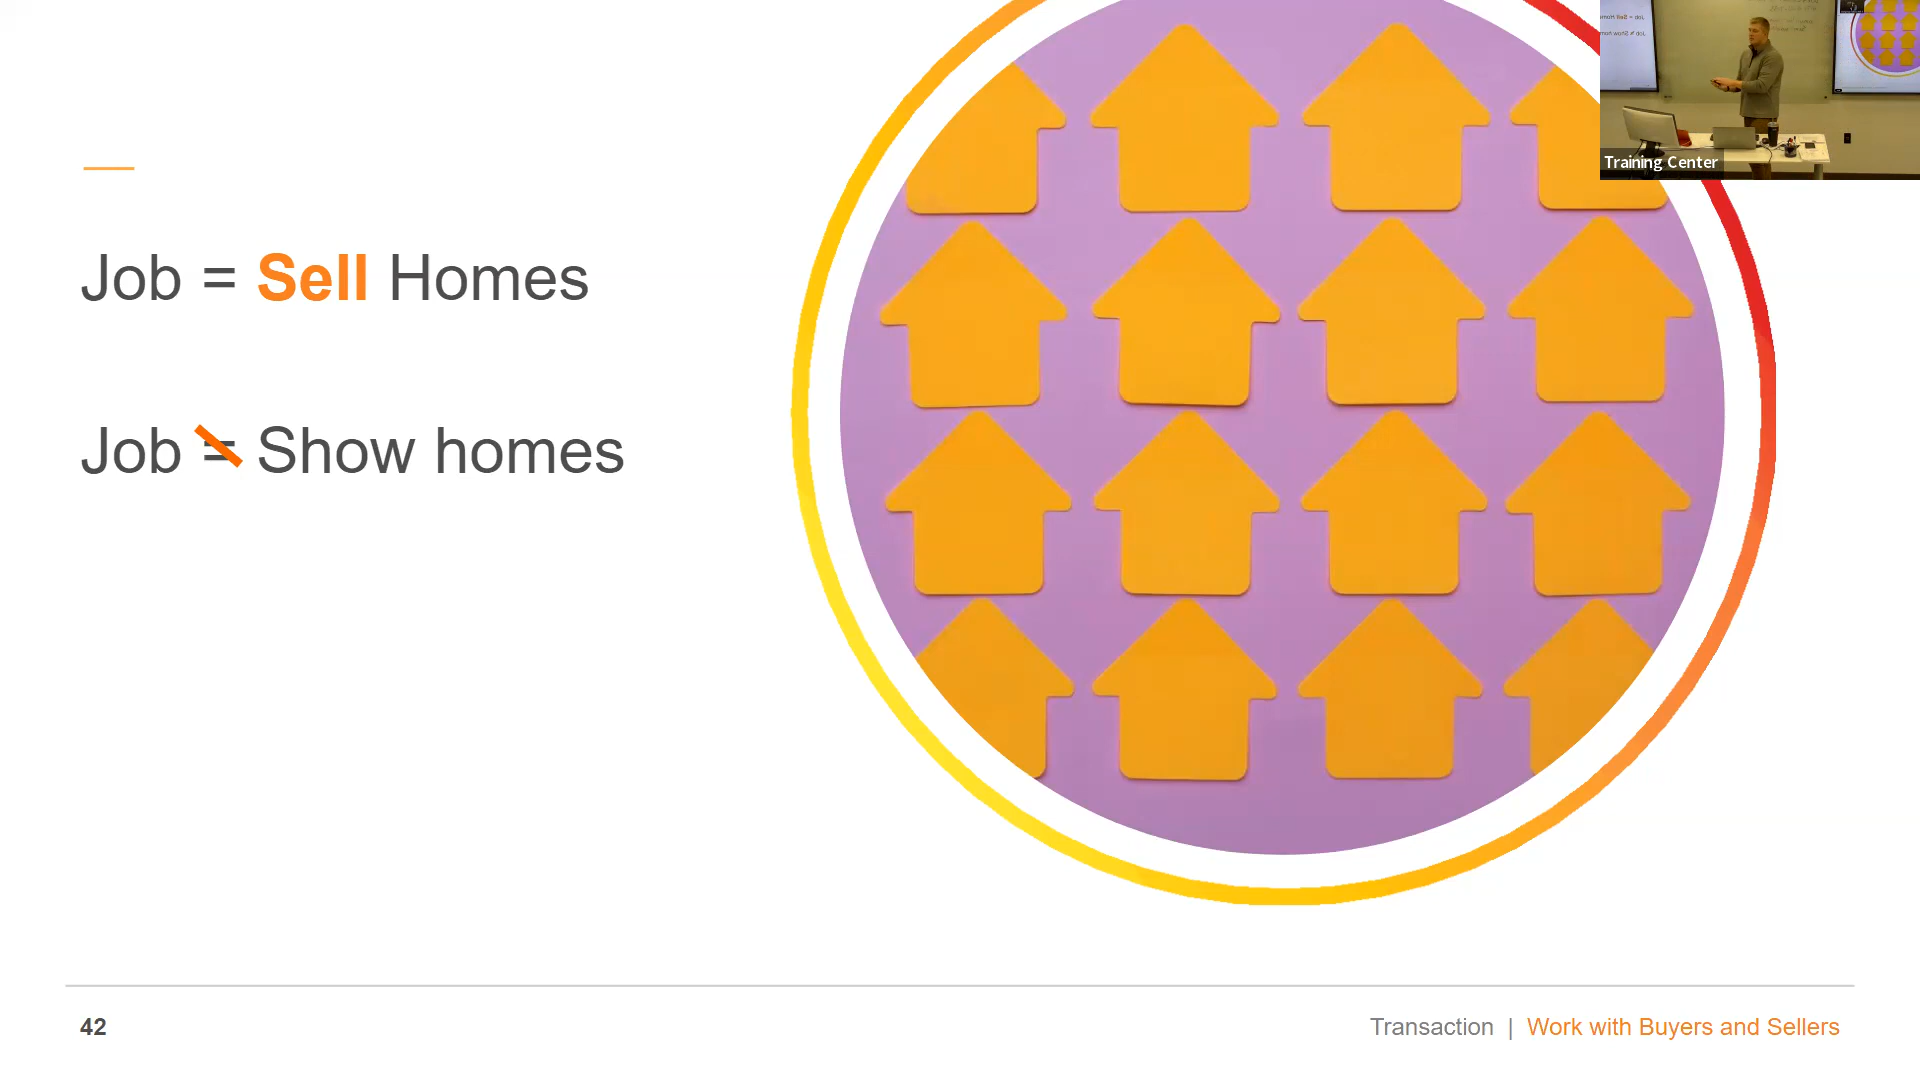 Job = Sell Homes
Job ≠ Show homes
Training Center
42
Transaction | Work with Buyers and Sellers